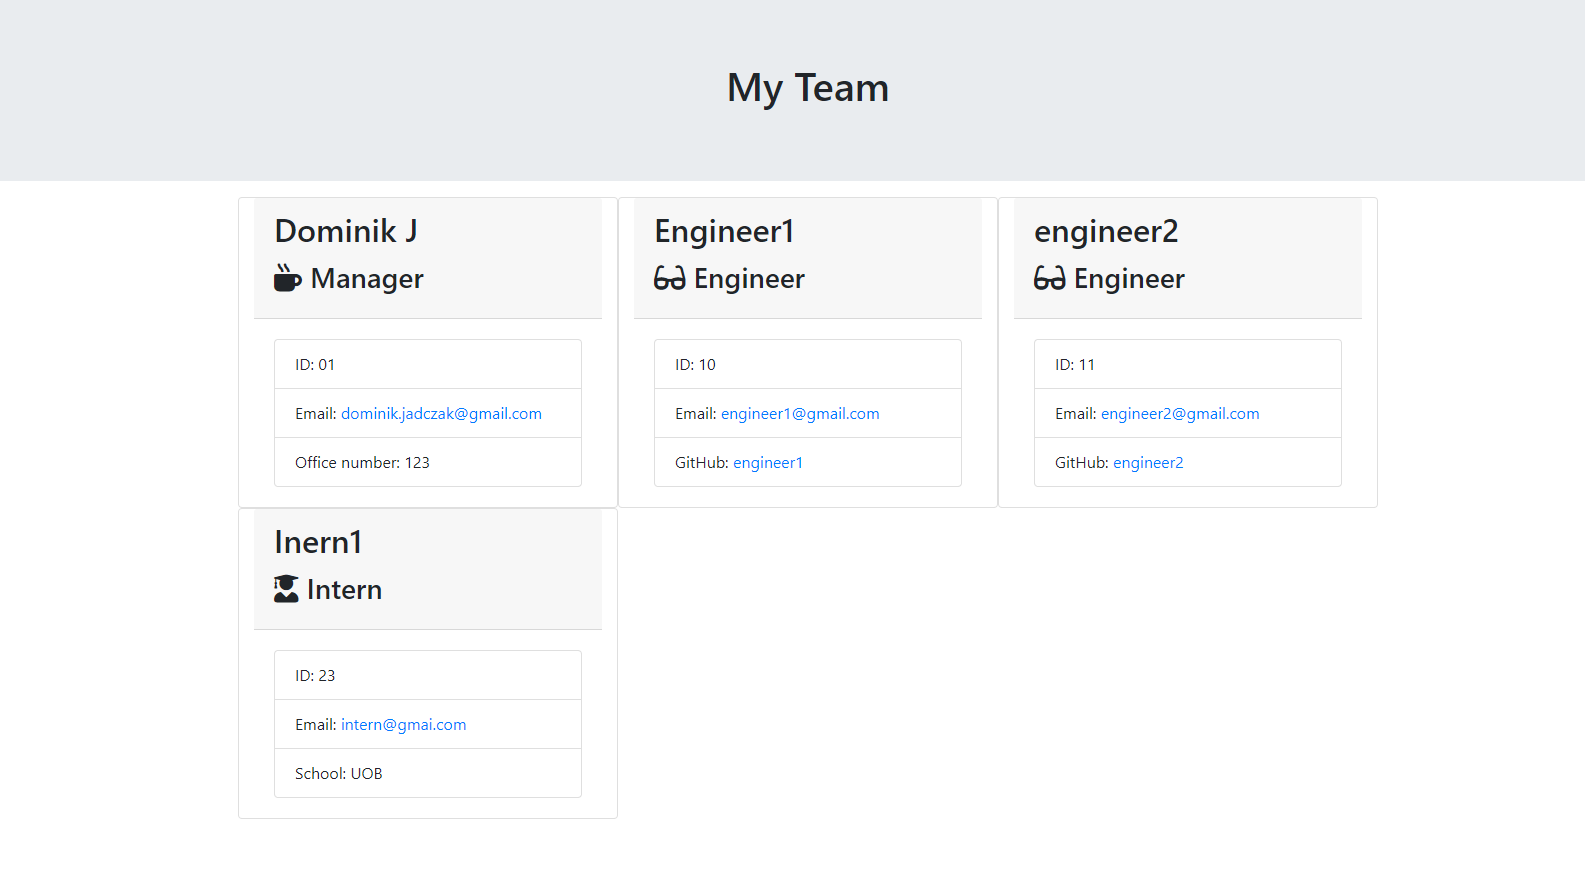 My Team
Dominik J
Manager
ID: 01
Email: dominik.jadczak@gmail.com
Office number: 123
Engineer1
Engineer
ID: 10
Email: engineer1@gmail.com
GitHub: engineer1
engineer2
Engineer
ID: 11
Email: engineer2@gmail.com
GitHub: engineer2
Inern1
Intern
ID: 23
Email: intern@gmai.com
School: UOB